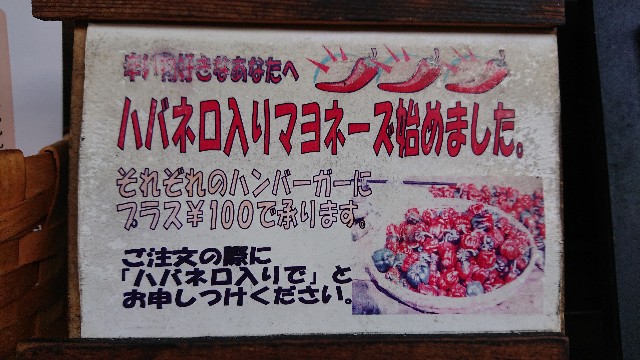 辛い物好きなあなたへ
ハバネロ入りマヨネーズ始めました。
それぞれのハンバーガーに
プラス￥100で承ります。
ご注文の際に
「ハバネロ入りで」と
お申しつけください。